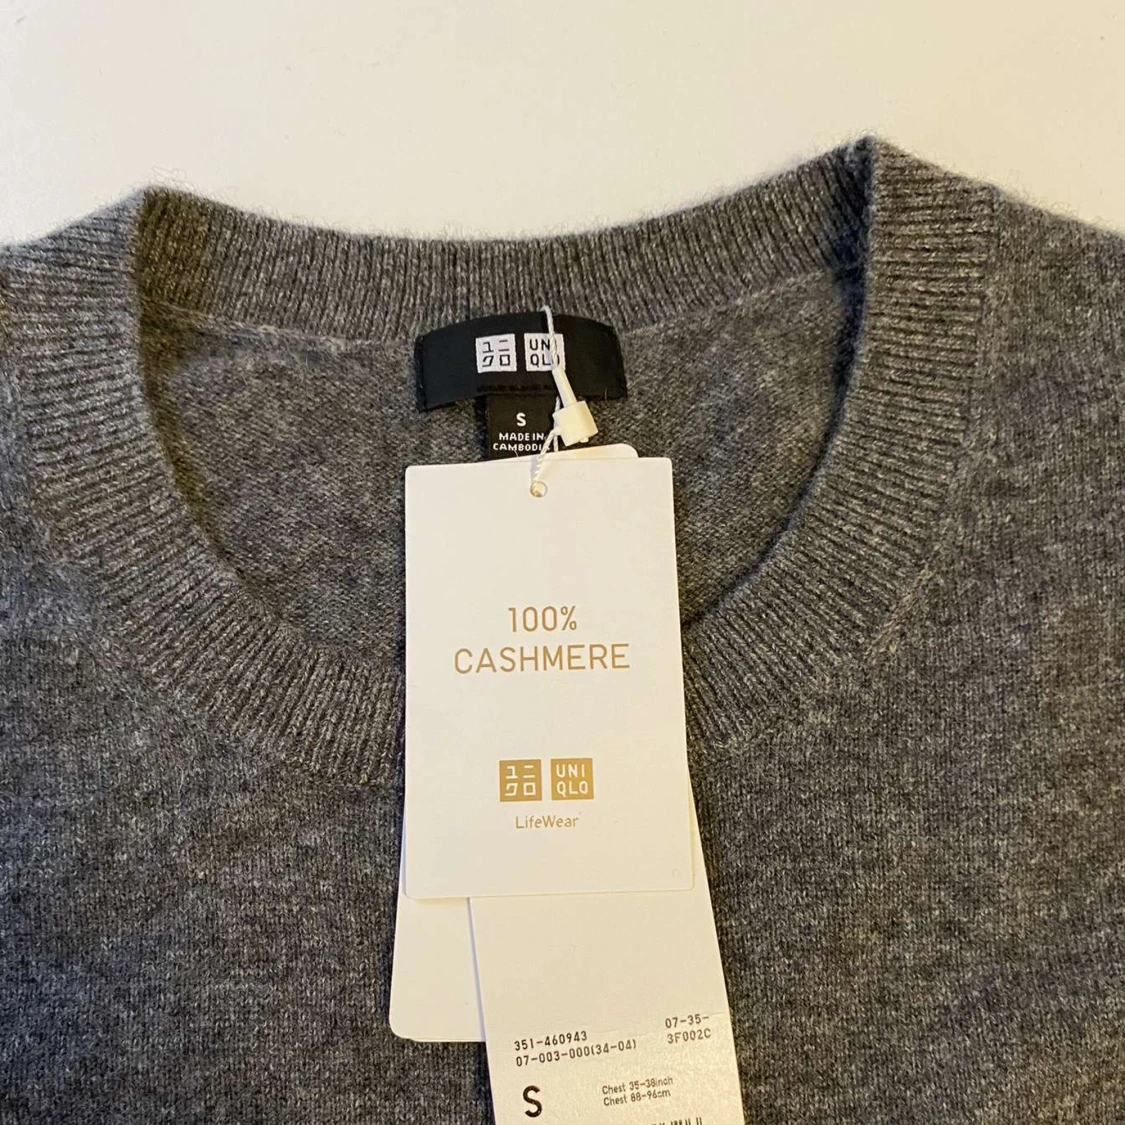 ユニ UNI
クロ QLO
S
MADE IN
CAMBODI
100%
CASHMERE
ユニ UNI
クロ QLO
LifeWear
351-460943 07-35-
07-003-000(34-04) 3F002C
S
Chest 35-38inch
Chest 88-96cm